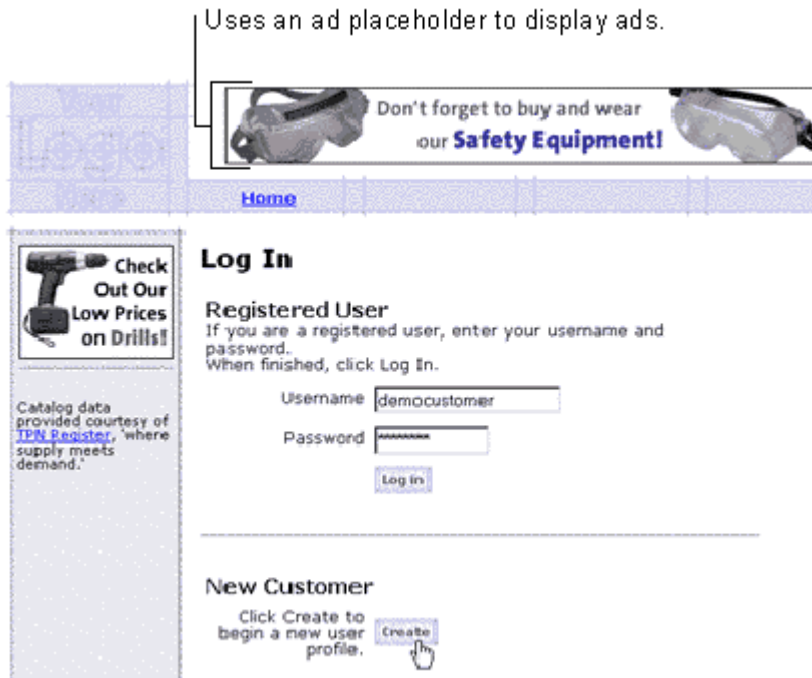 Uses an ad placeholder to display ads.
Your
Logo
Here
Don't forget to buy and wear
our Safety Equipment!
Home
Check
Out Our
Low Prices
on Drills!
Catalog data
provided courtesy of
TPN Register, 'where
supply meets
demand.'
Log In
Registered User
If you are a registered user, enter your username and
password.
When finished, click Log In.
Username democustomer
Password ********
Log in
New Customer
Click Create to
begin a new user
profile.
Create